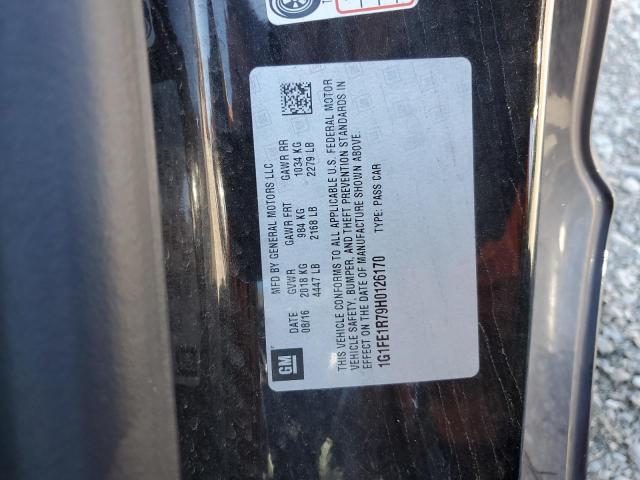 MFD BY GENERAL MOTORS LLC
DATE GVWR GAWR FRT GAWR RR
08/16 2018 KG 984 KG 1034 KG
4447 LB 2168 LB 2279 LB
THIS VEHICLE CONFORMS TO ALL APPLICABLE U.S. FEDERAL MOTOR
VEHICLE SAFETY, BUMPER, AND THEFT PREVENTION STANDARDS IN
EFFECT ON THE DATE OF MANUFACTURE SHOWN ABOVE.
1G1FE1R79H0126170 TYPE: PASS CAR
GM